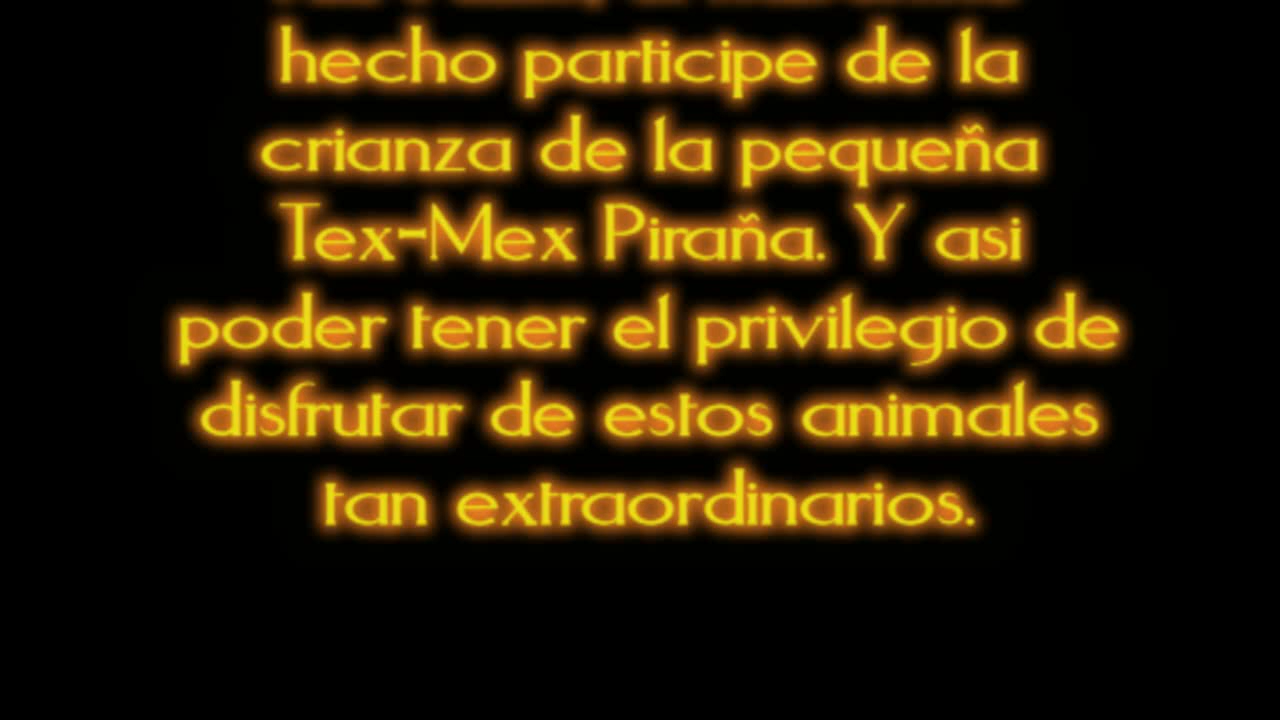 hecho participe de la
crianza de la pequeña
Tex-Mex Piraña. Y asi
poder tener el privilegio de
disfrutar de estos animales
tan extraordinarios.